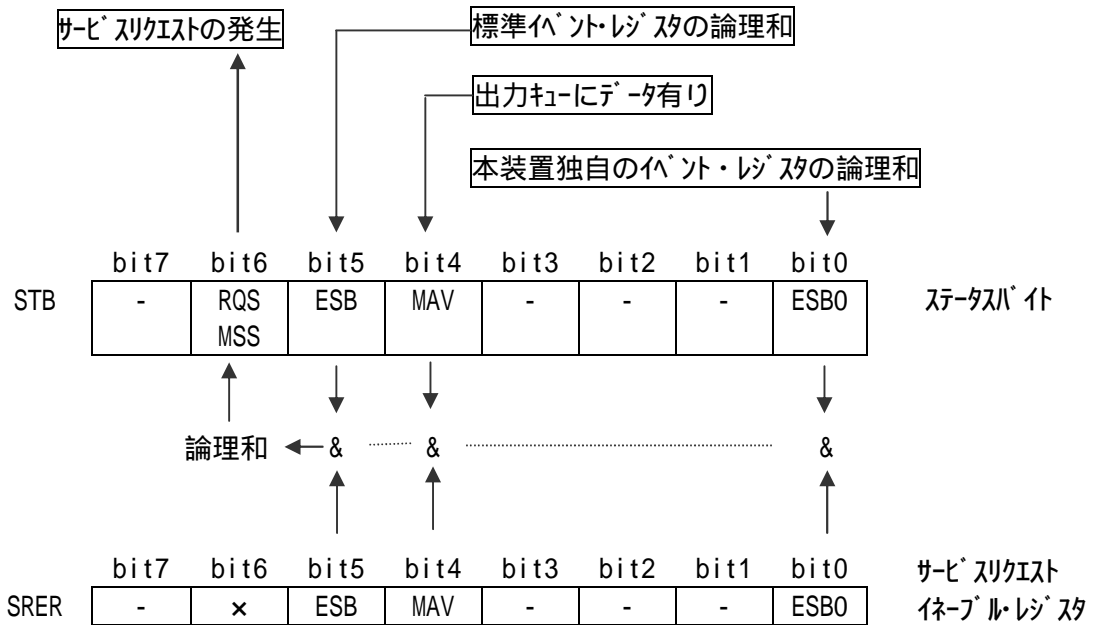 ｻｰﾋﾞｽﾘｸｴｽﾄの発生
標準ｲﾍﾞﾝﾄ･ﾚｼﾞｽﾀの論理和
出力ｷｭｰにﾃﾞｰﾀ有り
本装置独自のｲﾍﾞﾝﾄ・ﾚｼﾞｽﾀの論理和
bit7 bit6 bit5 bit4 bit3 bit2 bit1 bit0
STB - RQS ESB MAV - - - ESB0 ｽﾃｰﾀｽﾊﾞｲﾄ
MSS
論理和 & & &
bit7 bit6 bit5 bit4 bit3 bit2 bit1 bit0 ｻｰﾋﾞｽﾘｸｴｽﾄ
SRER - × ESB MAV - - - ESB0 ｲﾈｰﾌﾞﾙ･ﾚｼﾞｽﾀ